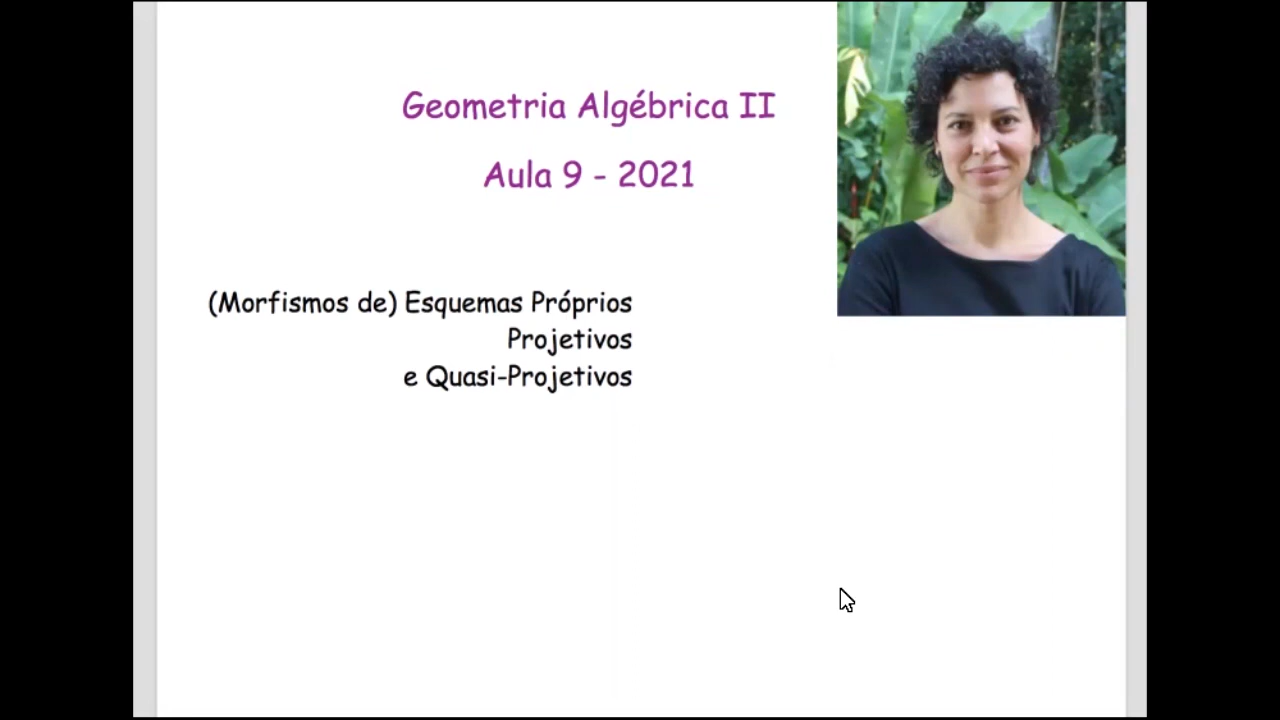 Geometria Algébrica II
Aula 9 - 2021
(Morfismos de) Esquemas Próprios
Projetivos
e Quasi-Projetivos